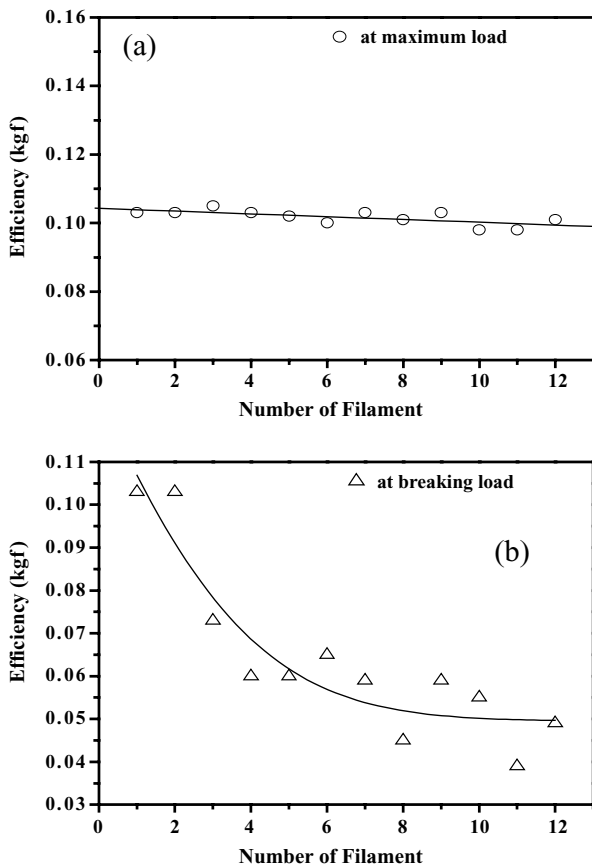 (a)
at maximum load
0.16
0.14
0.12
0.10
0.08
0.06
Efficiency (kgf)
0 2 4 6 8 10 12
Number of Filament
(b)
at breaking load
0.11
0.10
0.09
0.08
0.07
0.06
0.05
0.04
0.03
Efficiency (kgf)
0 2 4 6 8 10 12
Number of Filament